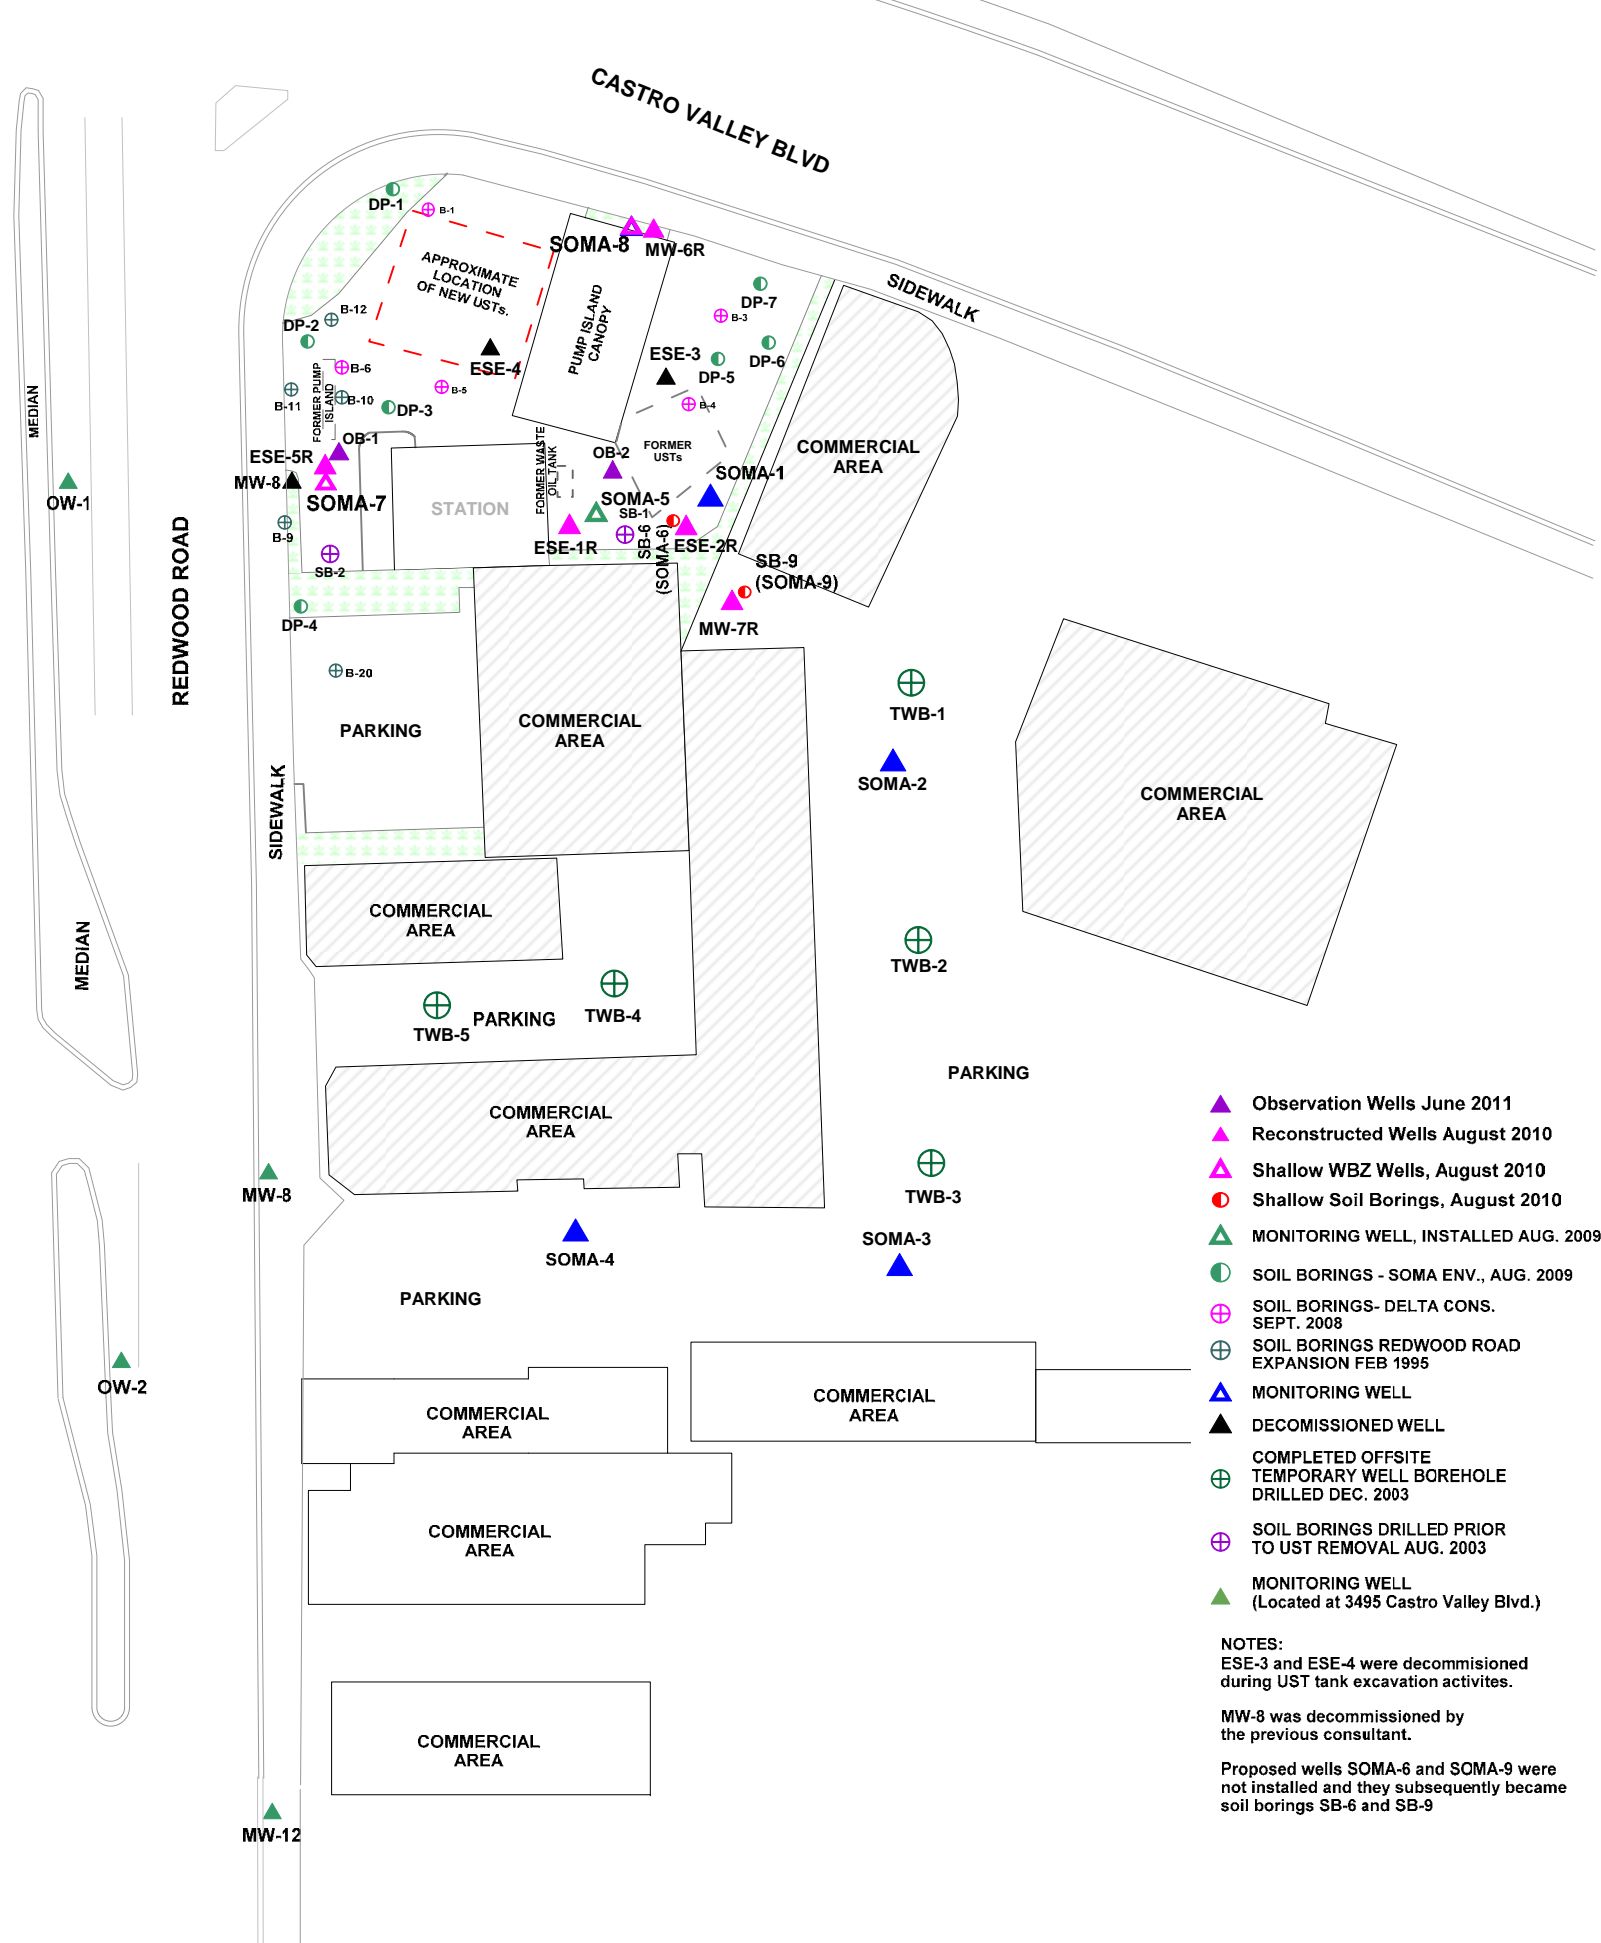 CASTRO VALLEY BLVD
DP-1
B-1
SOMA-8
MW-6R
APPROXIMATE
LOCATION
OF NEW USTs.
SIDEWALK
DP-7
B-12
DP-2
B-3
PUMP ISLAND
CANOPY
ESE-3
DP-6
ESE-4
B-6
DP-5
MEDIAN
B-5
FORMER PUMP
ISLAND
B-11
B-10
DP-3
B-4
OB-1
FORMER
USTs
COMMERCIAL
AREA
ESE-5R
OB-2
FORMER WASTE
OIL TANK
SOMA-1
MW-8
OW-1
SOMA-7
STATION
SOMA-5
SB-1
B-9
ESE-1R
SB-6
(SOMA-6)
ESE-2R
SB-2
SB-9
(SOMA-9)
REDWOOD ROAD
DP-4
MW-7R
B-20
TWB-1
PARKING
COMMERCIAL
AREA
SOMA-2
COMMERCIAL
AREA
SIDEWALK
COMMERCIAL
AREA
MEDIAN
TWB-2
TWB-5
PARKING
TWB-4
PARKING
COMMERCIAL
AREA
MW-8
TWB-3
SOMA-4
SOMA-3
PARKING
OW-2
COMMERCIAL
AREA
COMMERCIAL
AREA
COMMERCIAL
AREA
COMMERCIAL
AREA
MW-12
Observation Wells June 2011
Reconstructed Wells August 2010
Shallow WBZ Wells, August 2010
Shallow Soil Borings, August 2010
MONITORING WELL, INSTALLED AUG. 2009
SOIL BORINGS - SOMA ENV., AUG. 2009
SOIL BORINGS- DELTA CONS.
SEPT. 2008
SOIL BORINGS REDWOOD ROAD
EXPANSION FEB 1995
MONITORING WELL
DECOMISSIONED WELL
COMPLETED OFFSITE
TEMPORARY WELL BOREHOLE
DRILLED DEC. 2003
SOIL BORINGS DRILLED PRIOR
TO UST REMOVAL AUG. 2003
MONITORING WELL
(Located at 3495 Castro Valley Blvd.)
NOTES:
ESE-3 and ESE-4 were decommisioned
during UST tank excavation activites.
MW-8 was decommissioned by
the previous consultant.
Proposed wells SOMA-6 and SOMA-9 were
not installed and they subsequently became
soil borings SB-6 and SB-9